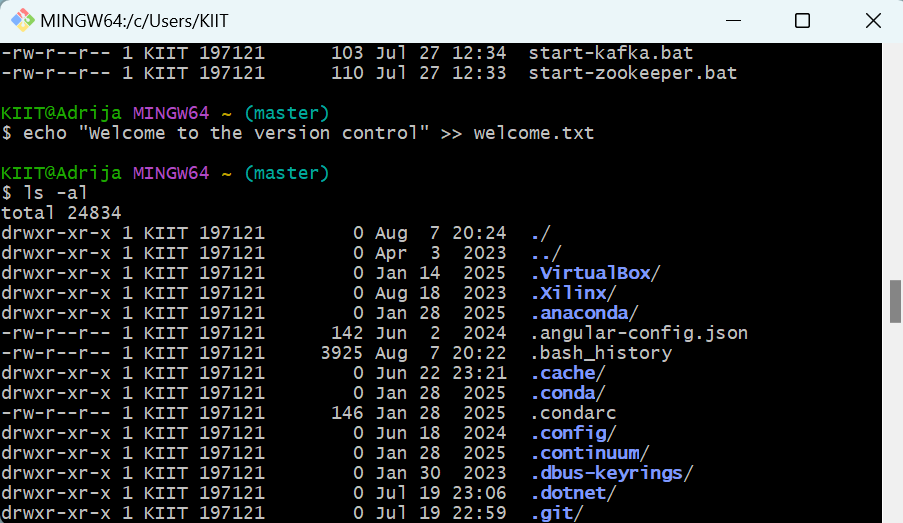 MINGW64:/c/Users/KIIT
-rw-r--r-- 1 KIIT 197121      103 Jul 27 12:34  start-kafka.bat
-rw-r--r-- 1 KIIT 197121      110 Jul 27 12:33  start-zookeeper.bat
KIIT@Adrija MINGW64 ~ (master)
$ echo "Welcome to the version control" >> welcome.txt
KIIT@Adrija MINGW64 ~ (master)
$ ls -al
total 24834
drwxr-xr-x 1 KIIT 197121        0 Aug  7 20:24  ./
drwxr-xr-x 1 KIIT 197121        0 Apr  3  2023  ../
drwxr-xr-x 1 KIIT 197121        0 Jan 14  2025  .VirtualBox/
drwxr-xr-x 1 KIIT 197121        0 Aug 18  2023  .Xilinx/
drwxr-xr-x 1 KIIT 197121        0 Jan 28  2025  .anaconda/
-rw-r--r-- 1 KIIT 197121      142 Jun  2  2024  .angular-config.json
-rw-r--r-- 1 KIIT 197121     3925 Aug  7 20:22  .bash_history
drwxr-xr-x 1 KIIT 197121        0 Jun 22 23:21  .cache/
drwxr-xr-x 1 KIIT 197121        0 Jan 28  2025  .conda/
-rw-r--r-- 1 KIIT 197121      146 Jan 28  2025  .condarc
drwxr-xr-x 1 KIIT 197121        0 Jun 18  2024  .config/
drwxr-xr-x 1 KIIT 197121        0 Jan 28  2025  .continuum/
drwxr-xr-x 1 KIIT 197121        0 Jan 30  2023  .dbus-keyrings/
drwxr-xr-x 1 KIIT 197121        0 Jul 19 23:06  .dotnet/
drwxr-xr-x 1 KIIT 197121        0 Jul 19 22:59  .git/